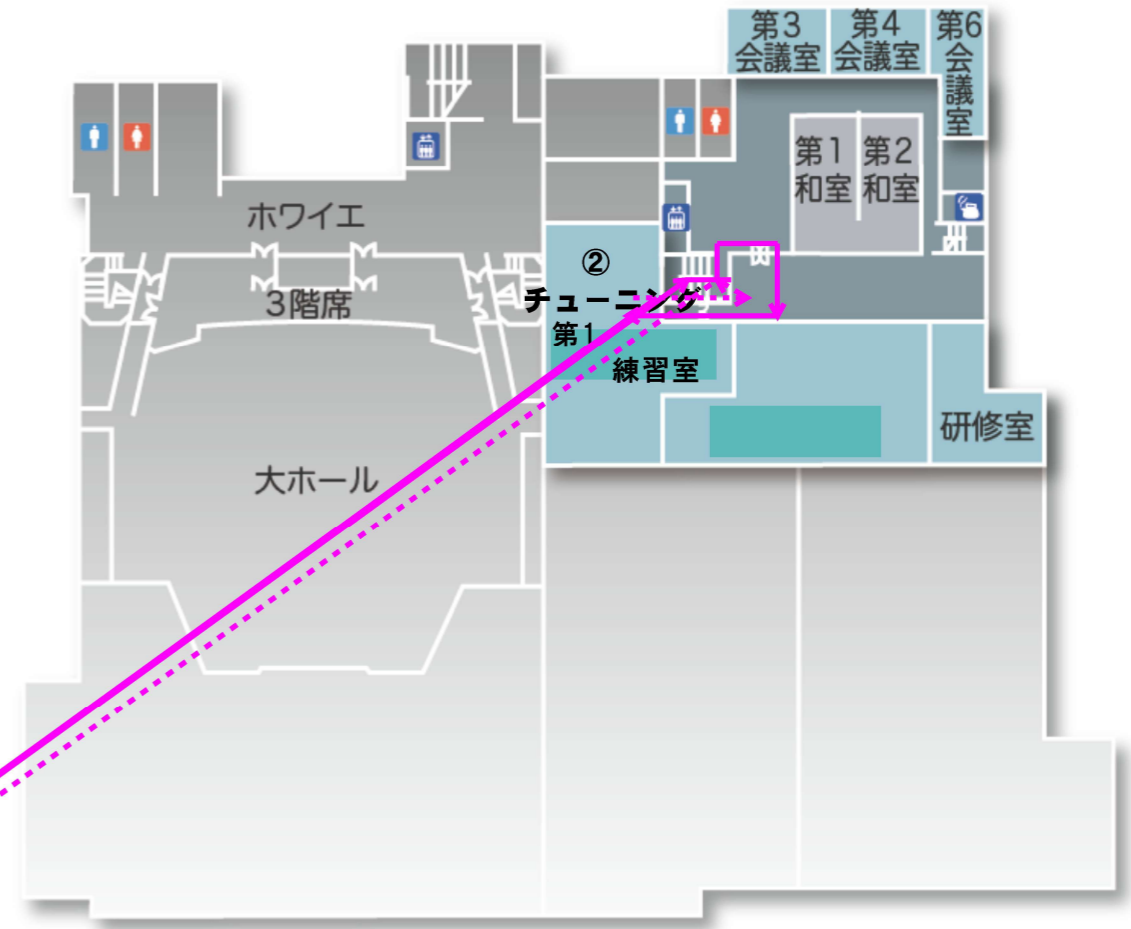 第3
会議室
第4
会議室
第6
会
議
室
第1
和室
第2
和室
ホワイエ
3階席
②
チューニング
第1
練習室
研修室
大ホール